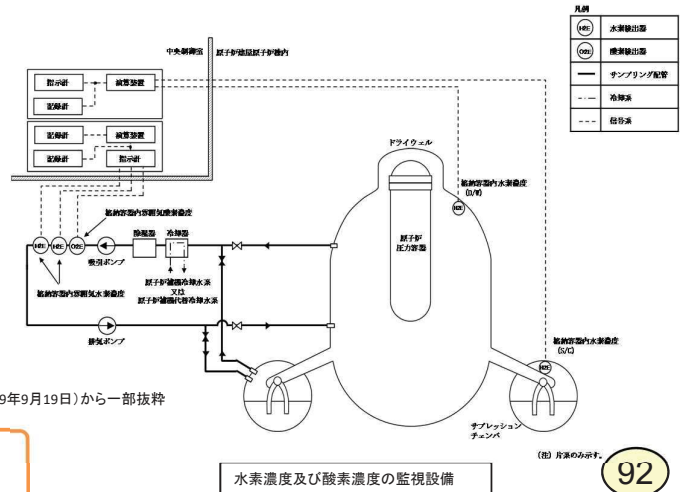 凡例
H2E 水素検出器
O2E 酸素検出器
サンプリング配管
冷却系
信号系
中央制御室 原子炉建屋原子炉棟内
指示計 演算装置
記録計
記録計 演算装置
記録計 指示計
ドライウェル
格納容器内水素濃度
(D/W)
H2E
格納容器内雰囲気酸素濃度
除湿器 冷却器
H2E H2E O2E
吸引ポンプ
原子炉補機冷却水系
又は
原子炉補機代替冷却水系
格納容器内雰囲気水素濃度
原子炉
圧力容器
排気ポンプ
格納容器内水素濃度
(S/C)
H2E
サプレッション
チェンバ
9年9月19日)から一部抜粋
(注) 片系のみ示す。
水素濃度及び酸素濃度の監視設備
92